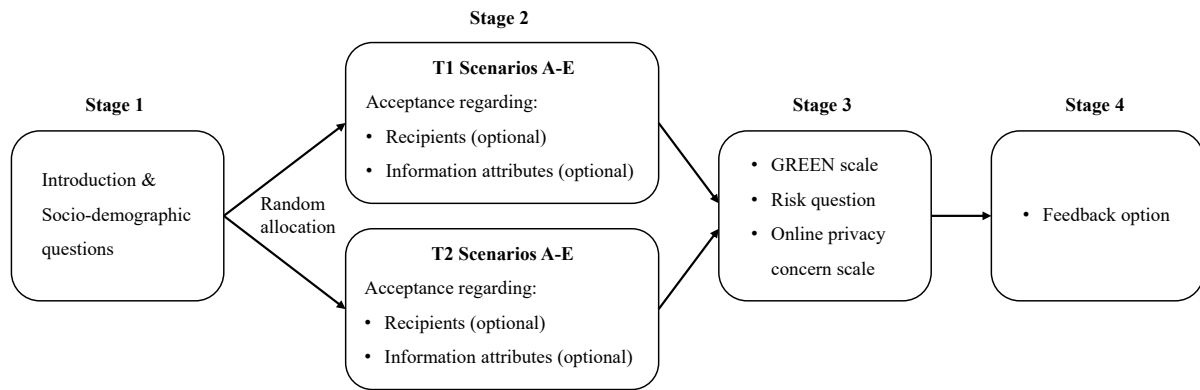 Stage 1
Introduction &
Socio-demographic
questions
Random
allocation
Stage 2
T1 Scenarios A-E
Acceptance regarding:
• Recipients (optional)
• Information attributes (optional)
T2 Scenarios A-E
Acceptance regarding:
• Recipients (optional)
• Information attributes (optional)
Stage 3
• GREEN scale
• Risk question
• Online privacy
concern scale
Stage 4
• Feedback option